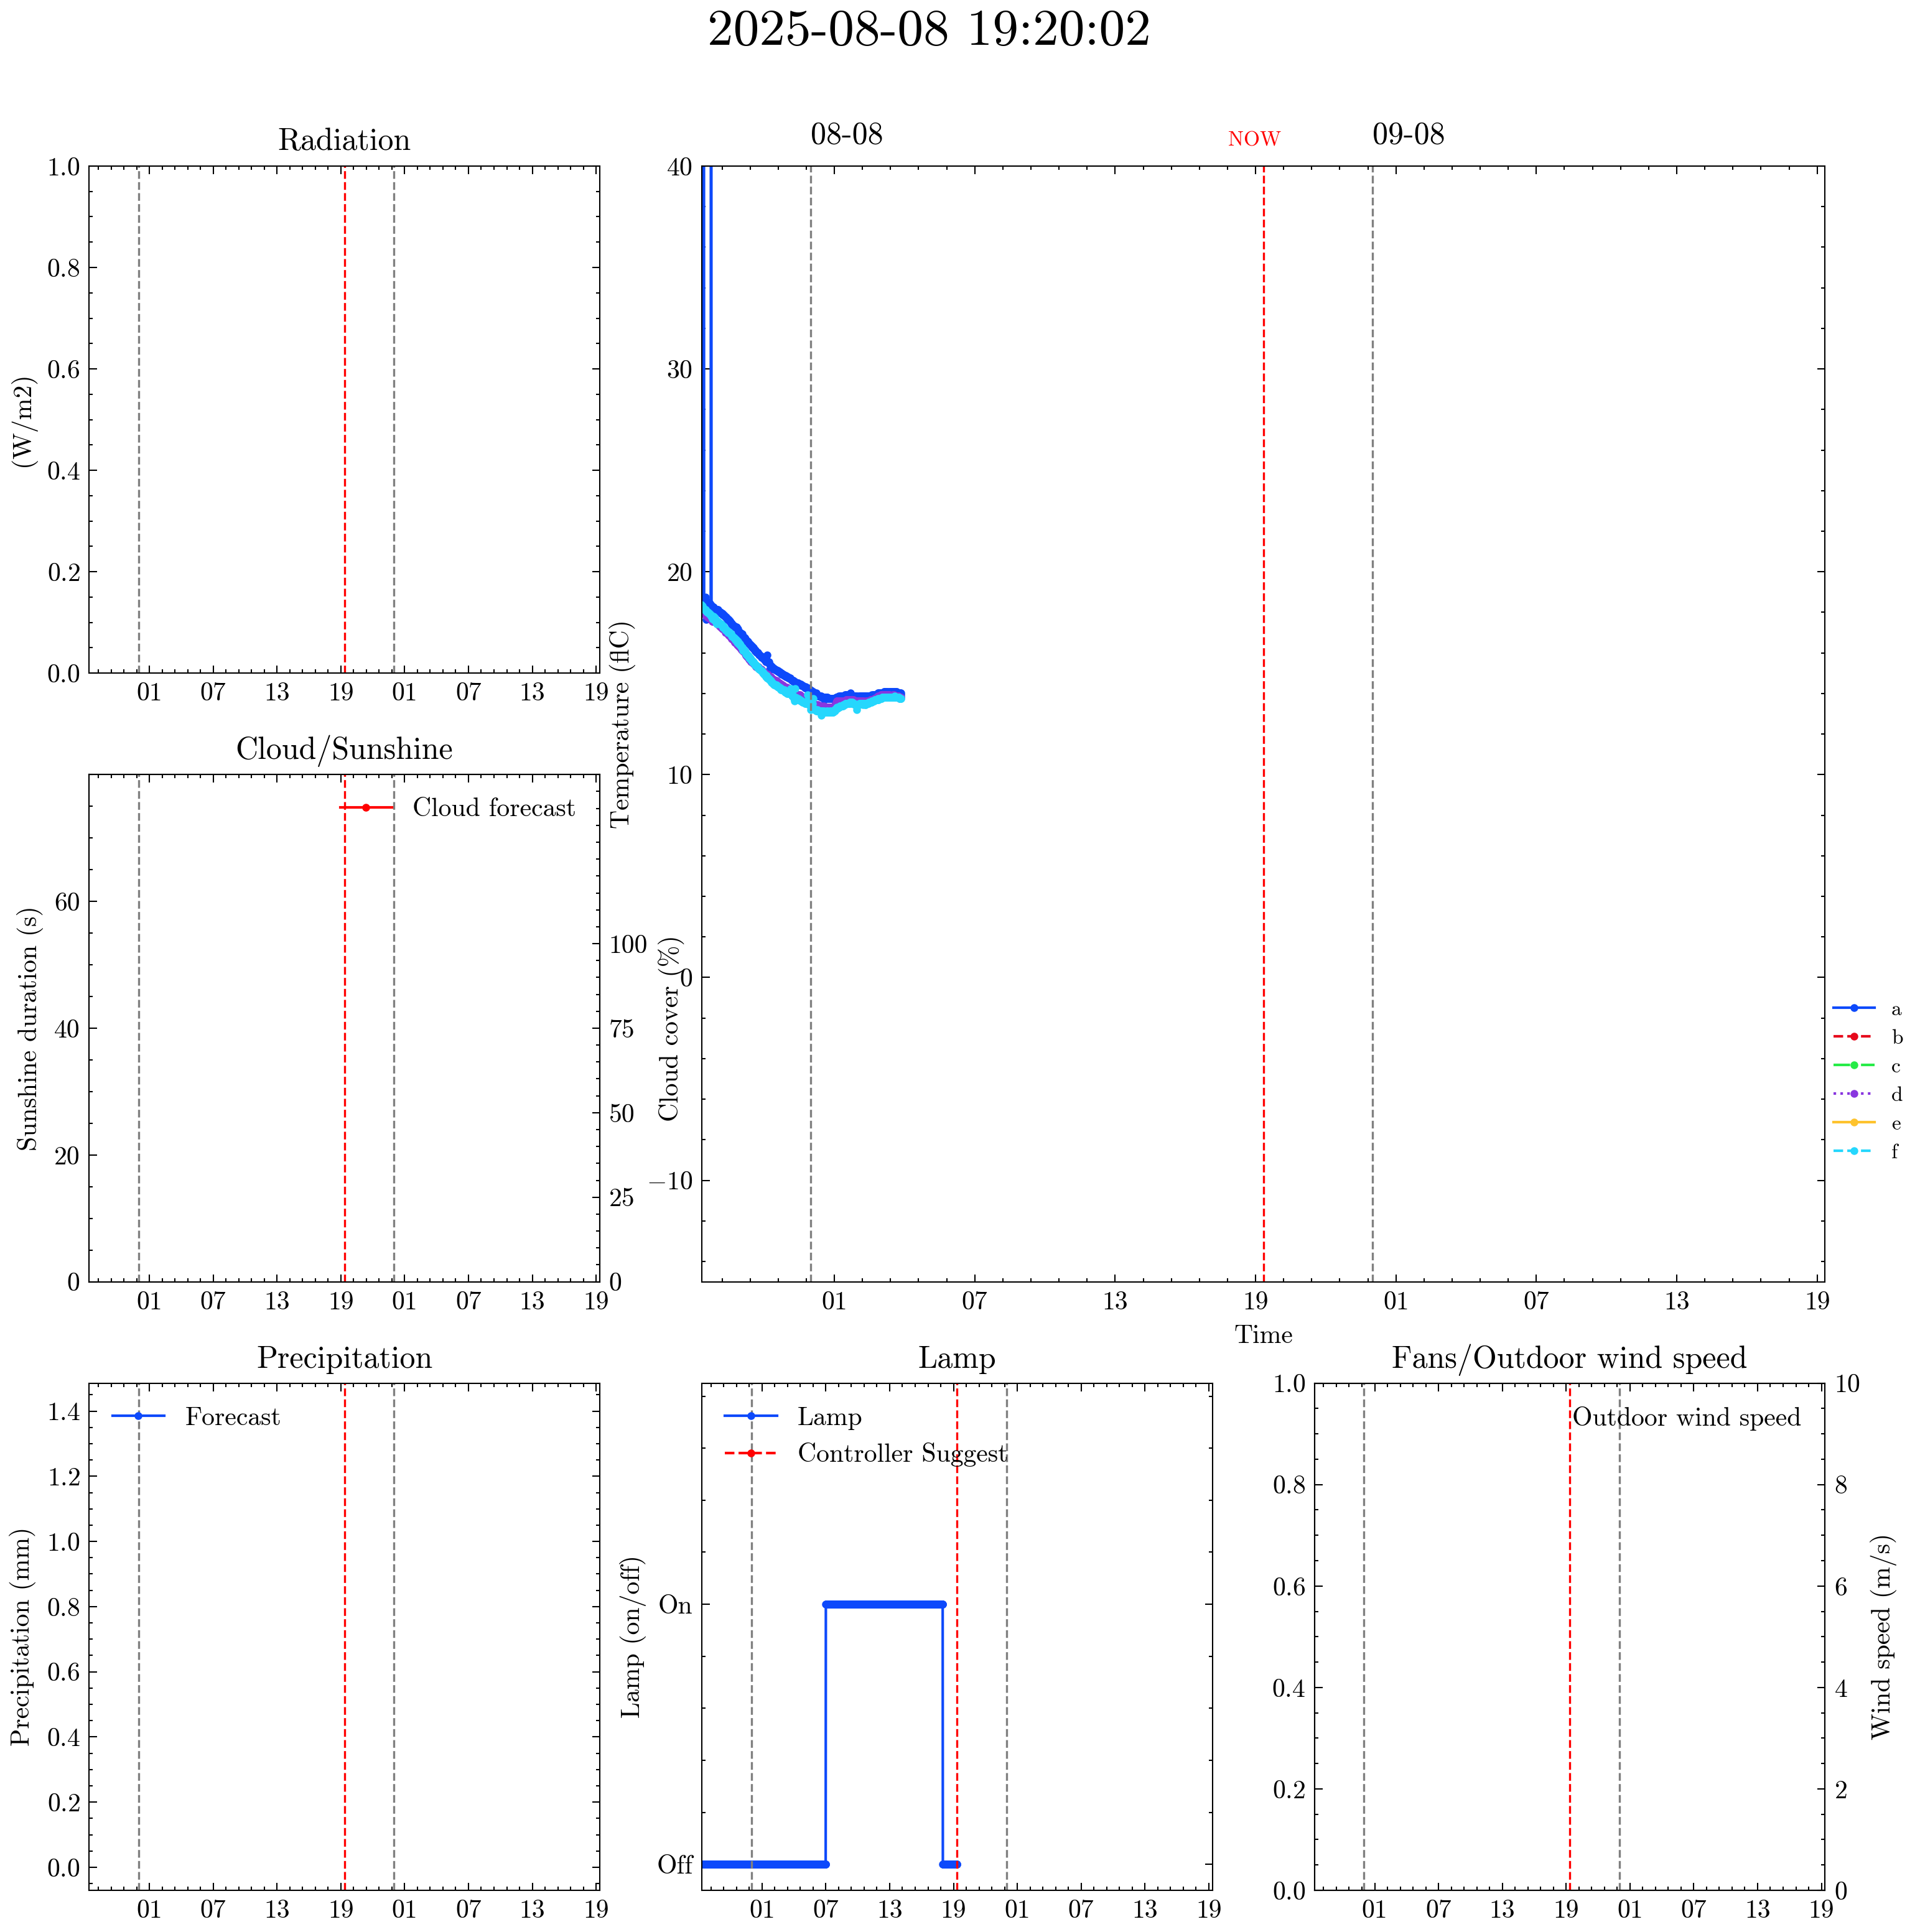 2025-08-08 19:20:02
Radiation
(W/m2)
1.0
0.8
0.6
0.4
0.2
0.0
01 07 13 19 01 07 13 19
08-08 NOW 09-08
Temperature (flC)
40
30
20
10
0
−10
01 07 13 19 01 07 13 19
Time
a
b
c
d
e
f
Cloud/Sunshine
Cloud forecast
Sunshine duration (s)
60
40
20
0
100
75
50
25
0
Cloud cover (%)
01 07 13 19 01 07 13 19
Precipitation
Forecast
Precipitation (mm)
1.4
1.2
1.0
0.8
0.6
0.4
0.2
0.0
01 07 13 19 01 07 13 19
Lamp
Lamp
Controller Suggest
Lamp (on/off)
On
Off
01 07 13 19 01 07 13 19
Fans/Outdoor wind speed
Outdoor wind speed
1.0
0.8
0.6
0.4
0.2
0.0
10
8
6
4
2
0
Wind speed (m/s)
01 07 13 19 01 07 13 19